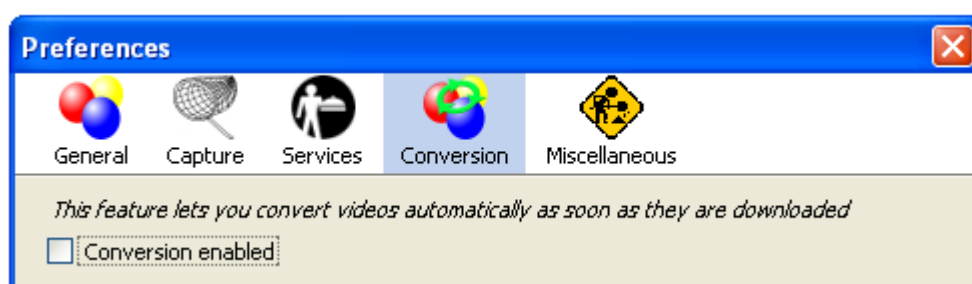 Preferences
General Capture Services Conversion Miscellaneous
This feature lets you convert videos automatically as soon as they are downloaded
Conversion enabled